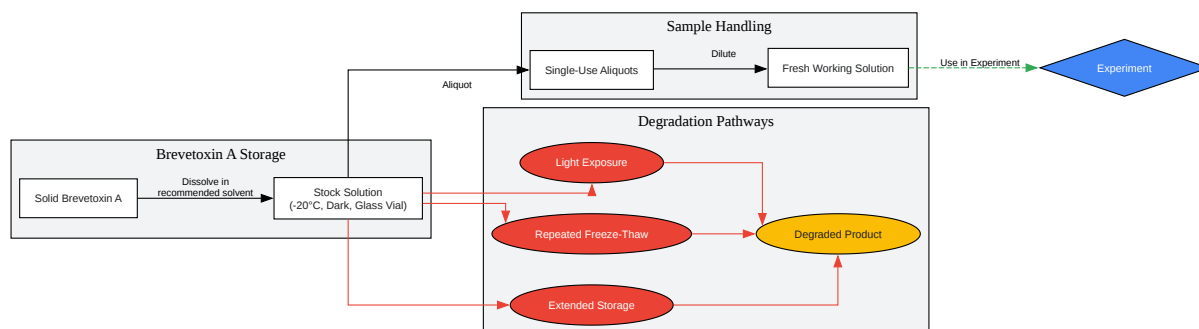 Sample Handling
Single-Use Aliquots
Dilute
Fresh Working Solution
Use in Experiment
Experiment
Aliquot
Degradation Pathways
Brevetoxin A Storage
Light Exposure
Solid Brevetoxin A
Dissolve in
recommended solvent
Stock Solution
(-20°C, Dark, Glass Vial)
Repeated Freeze-Thaw
Degraded Product
Extended Storage